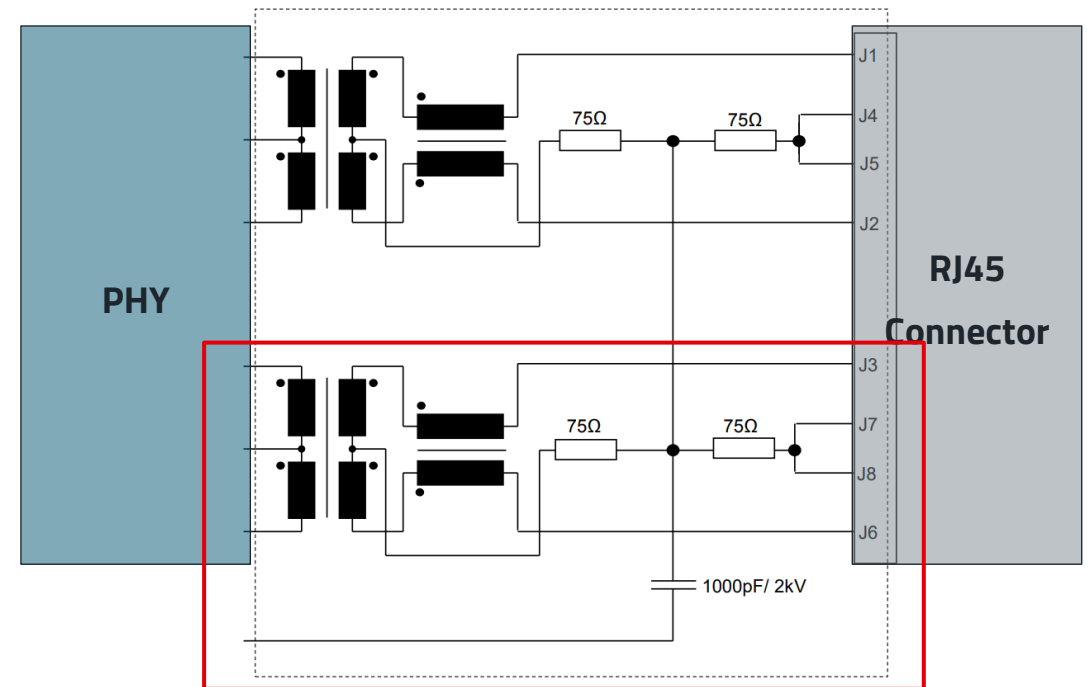 PHY
75Ω
75Ω
J1
J4
J5
J2
RJ45
Connector
J3
75Ω
75Ω
J7
J8
J6
1000pF/ 2kV